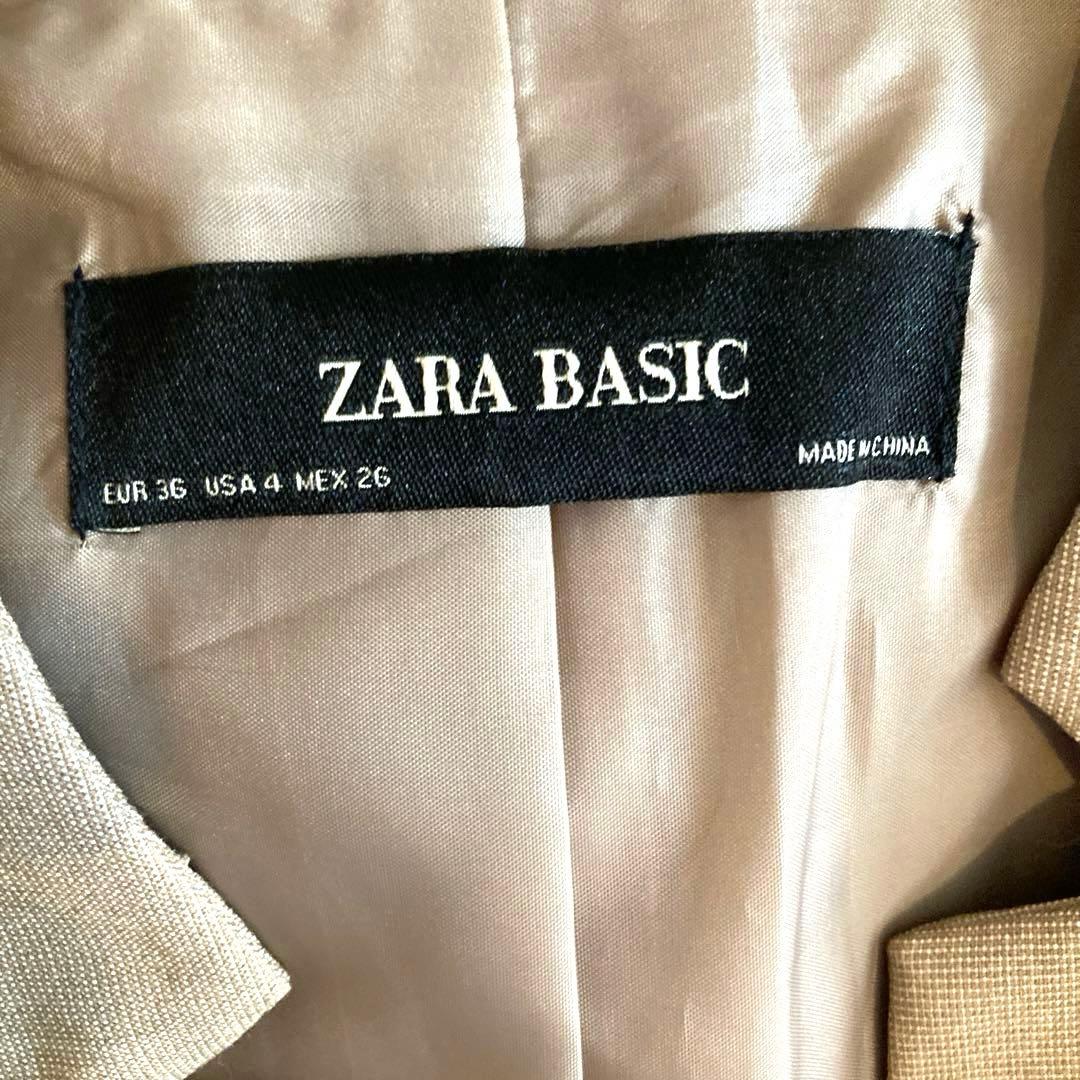 ZARA BASIC
MADE IN CHINA
EUR 36 USA 4 MEX 26